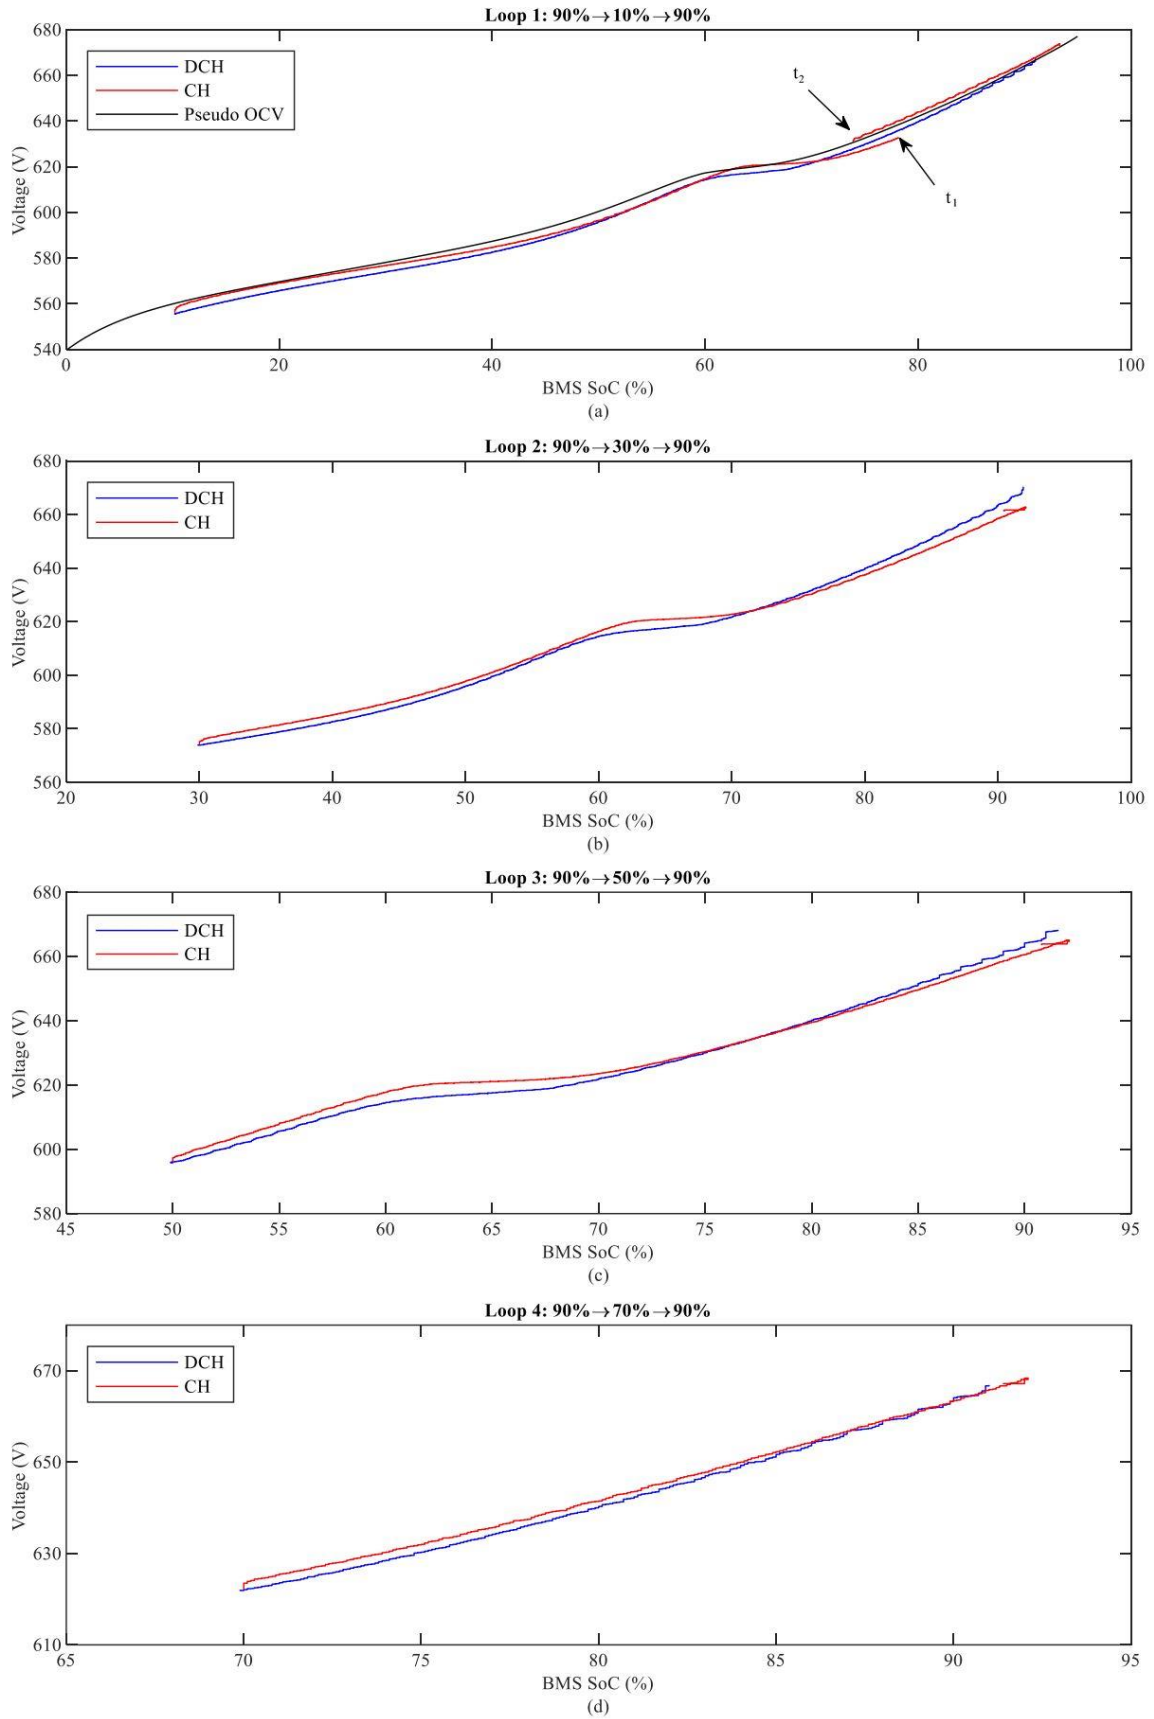 Loop 1: 90%→10%→90%
680
660
640
620
600
580
560
540
Voltage (V)
DCH
CH
Pseudo OCV
t2
t1
0 20 40 60 80 100
BMS SoC (%)
(a)
Loop 2: 90%→30%→90%
680
660
640
620
600
580
560
Voltage (V)
DCH
CH
20 30 40 50 60 70 80 90 100
BMS SoC (%)
(b)
Loop 3: 90%→50%→90%
680
660
640
620
600
580
Voltage (V)
DCH
CH
45 50 55 60 65 70 75 80 85 90 95
BMS SoC (%)
(c)
Loop 4: 90%→70%→90%
670
650
630
610
Voltage (V)
DCH
CH
65 70 75 80 85 90 95
BMS SoC (%)
(d)